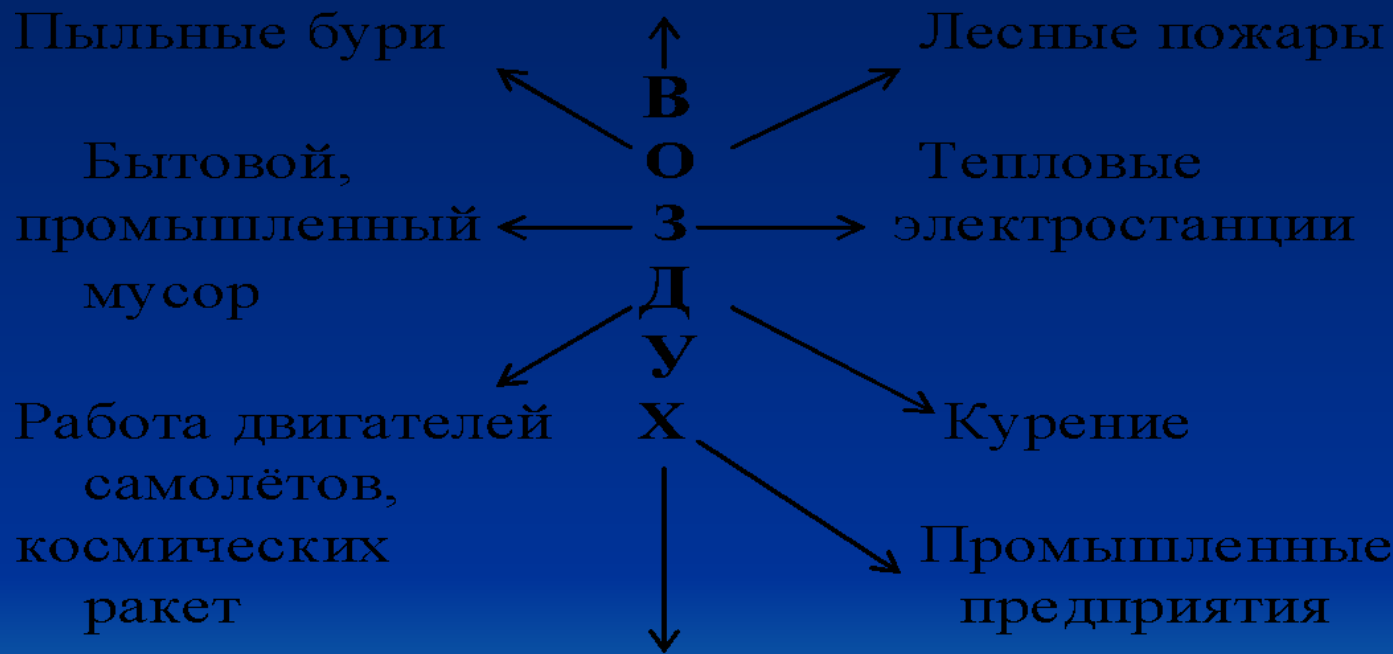 Пыльные бури
Бытовой,
промышленный
мусор
Работа двигателей
самолётов,
космических
ракет
В
О
З
Д
У
Х
Лесные пожары
Тепловые
электростанции
Курение
Промышленные
предприятия